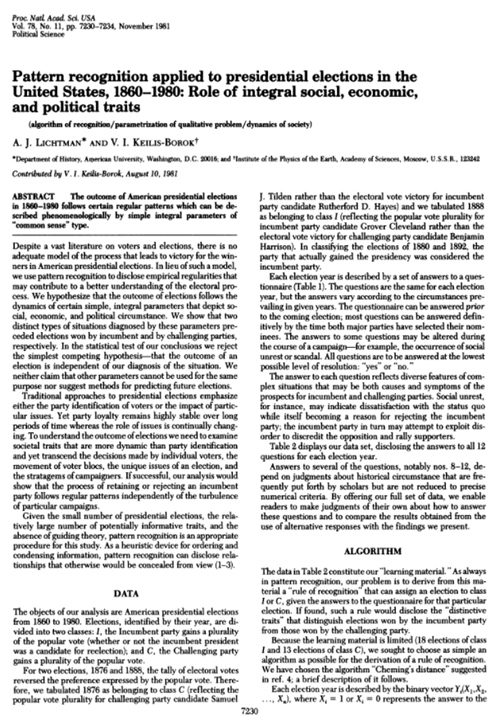 Proc. Natl. Acad. Sci. USA
Vol. 78, No. 11, pp. 7230–7234, November 1981
Political Science
Pattern recognition applied to presidential elections in the
United States, 1860–1980: Role of integral social, economic,
and political traits
(algorithm of recognition/parametrization of qualitative problem/dynamics of society)
A. J. LICHTMAN* AND V. I. KEILIS-BOROK†
*Department of History, American University, Washington, D.C. 20016; and †Institute of the Physics of the Earth, Academy of Sciences, Moscow, U.S.S.R., 123242
Contributed by V. I. Keilis-Borok, August 10, 1981
ABSTRACT The outcome of American presidential elections
in 1860–1980 follows certain regular patterns which can be de-
scribed phenomenologically by simple integral parameters of
"common sense" type.
Despite a vast literature on voters and elections, there is no
adequate model of the process that leads to victory for the win-
ners in American presidential elections. In lieu of such a model,
we use pattern recognition to disclose empirical regularities that
may contribute to a better understanding of the electoral pro-
cess. We hypothesize that the outcome of elections follows the
dynamics of certain simple, integral parameters that depict so-
cial, economic, and political circumstance. We show that two
distinct types of situations diagnosed by these parameters pre-
ceded elections won by incumbent and by challenging parties,
respectively. In the statistical test of our conclusions we reject
the simplest competing hypothesis—that the outcome of an
election is independent of our diagnosis of the situation. We
neither claim that other parameters cannot be used for the same
purpose nor suggest methods for predicting future elections.
Traditional approaches to presidential elections emphasize
either the party identification of voters or the impact of partic-
ular issues. Yet party loyalty remains highly stable over long
periods of time whereas the role of issues is continually chang-
ing. To understand the outcome of elections we need to examine
societal traits that are more dynamic than party identification
and yet transcend the decisions made by individual voters, the
movement of voter blocs, the unique issues of an election, and
the stratagems of campaigners. If successful, our analysis would
show that the process of retaining or rejecting an incumbent
party follows regular patterns independently of the turbulence
of particular campaigns.
Given the small number of presidential elections, the rela-
tively large number of potentially informative traits, and the
absence of guiding theory, pattern recognition is an appropriate
procedure for this study. As a heuristic device for ordering and
condensing information, pattern recognition can disclose rela-
tionships that otherwise would be concealed from view (1–3).
DATA
The objects of our analysis are American presidential elections
from 1860 to 1980. Elections, identified by their year, are di-
vided into two classes: I, the Incumbent party gains a plurality
of the popular vote (whether or not the incumbent president
was a candidate for reelection); and C, the Challenging party
gains a plurality of the popular vote.
For two elections, 1876 and 1888, the tally of electoral votes
reversed the preference expressed by the popular vote. There-
fore, we tabulated 1876 as belonging to class C (reflecting the
popular vote plurality for challenging party candidate Samuel
J. Tilden rather than the electoral vote victory for incumbent
party candidate Rutherford D. Hayes) and we tabulated 1888
as belonging to class I (reflecting the popular vote plurality for
incumbent party candidate Grover Cleveland rather than the
electoral vote victory for challenging party candidate Benjamin
Harrison). In classifying the elections of 1880 and 1892, the
party that actually gained the presidency was considered the
incumbent party.
Each election year is described by a set of answers to a ques-
tionnaire (Table 1). The questions are the same for each election
year, but the answers vary according to the circumstances pre-
vailing in given years. The questionnaire can be answered prior
to the coming election; most questions can be answered defin-
itively by the time both major parties have selected their nom-
inees. The answers to some questions may be altered during
the course of a campaign—for example, the occurrence of social
unrest or scandal. All questions are to be answered at the lowest
possible level of resolution: "yes" or "no."
The answer to each question reflects diverse features of com-
plex situations that may be both causes and symptoms of the
prospects for incumbent and challenging parties. Social unrest,
for instance, may indicate dissatisfaction with the status quo
while itself becoming a reason for rejecting the incumbent
party; the incumbent party in turn may attempt to exploit dis-
order to discredit the opposition and rally supporters.
Table 2 displays our data set, disclosing the answers to all 12
questions for each election year.
Answers to several of the questions, notably nos. 8–12, de-
pend on judgments about historical circumstance that are fre-
quently put forth by scholars but are not reduced to precise
numerical criteria. By offering our full set of data, we enable
readers to make judgments of their own about how to answer
these questions and to compare the results obtained from the
use of alternative responses with the findings we present.
ALGORITHM
The data in Table 2 constitute our "learning material." As always
in pattern recognition, our problem is to derive from this ma-
terial a "rule of recognition" that can assign an election to class
I or C, given the answers to the questionnaire for that particular
election. If found, such a rule would disclose the "distinctive
traits" that distinguish elections won by the incumbent party
from those won by the challenging party.
Because the learning material is limited (18 elections of class
I and 13 elections of class C), we sought to choose as simple an
algorithm as possible for the derivation of a rule of recognition.
We have chosen the algorithm "Hamming's distance" suggested
in ref. 4; a brief description of it follows.
Each election year is described by the binary vector Yᵢ(X₁,X₂,
..., Xₙ), where Xᵢ = 1 or Xᵢ = 0 represents the answer to the
7230